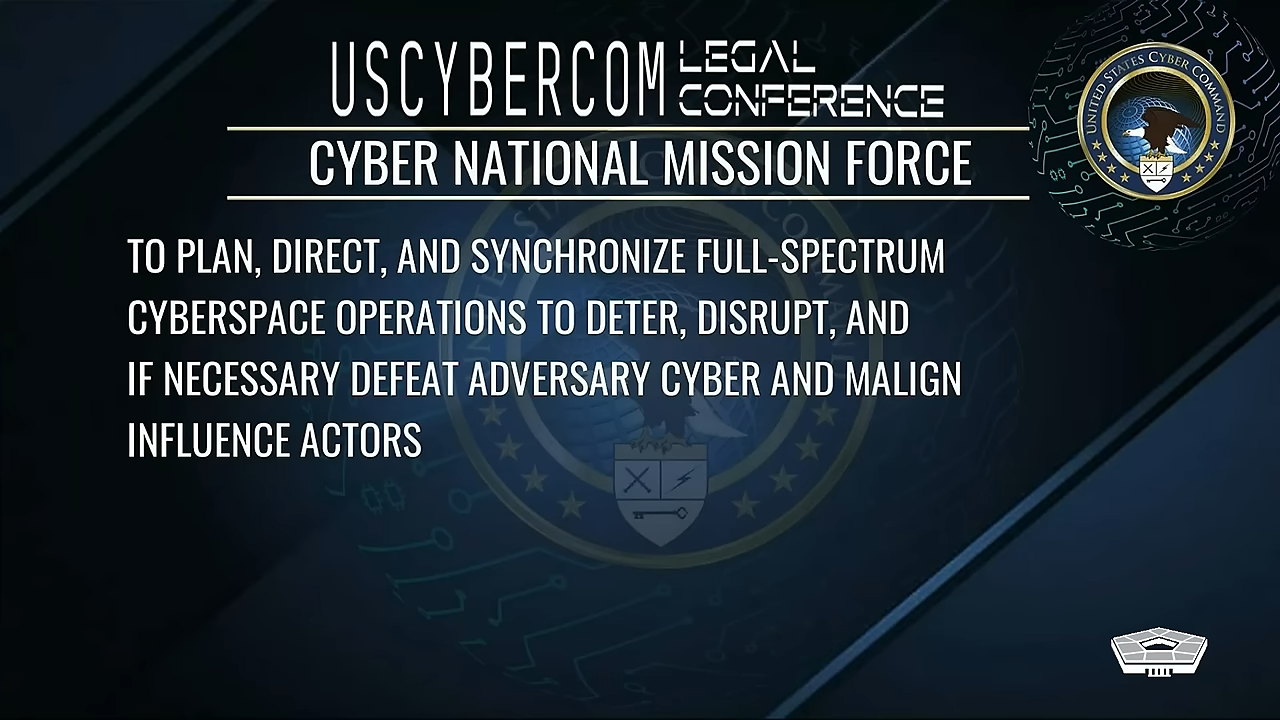 USCYBERCOM LEGAL CONFERENCE
UNITED STATES CYBER COMMAND
CYBER NATIONAL MISSION FORCE
TO PLAN, DIRECT, AND SYNCHRONIZE FULL-SPECTRUM
CYBERSPACE OPERATIONS TO DETER, DISRUPT, AND
IF NECESSARY DEFEAT ADVERSARY CYBER AND MALIGN
INFLUENCE ACTORS